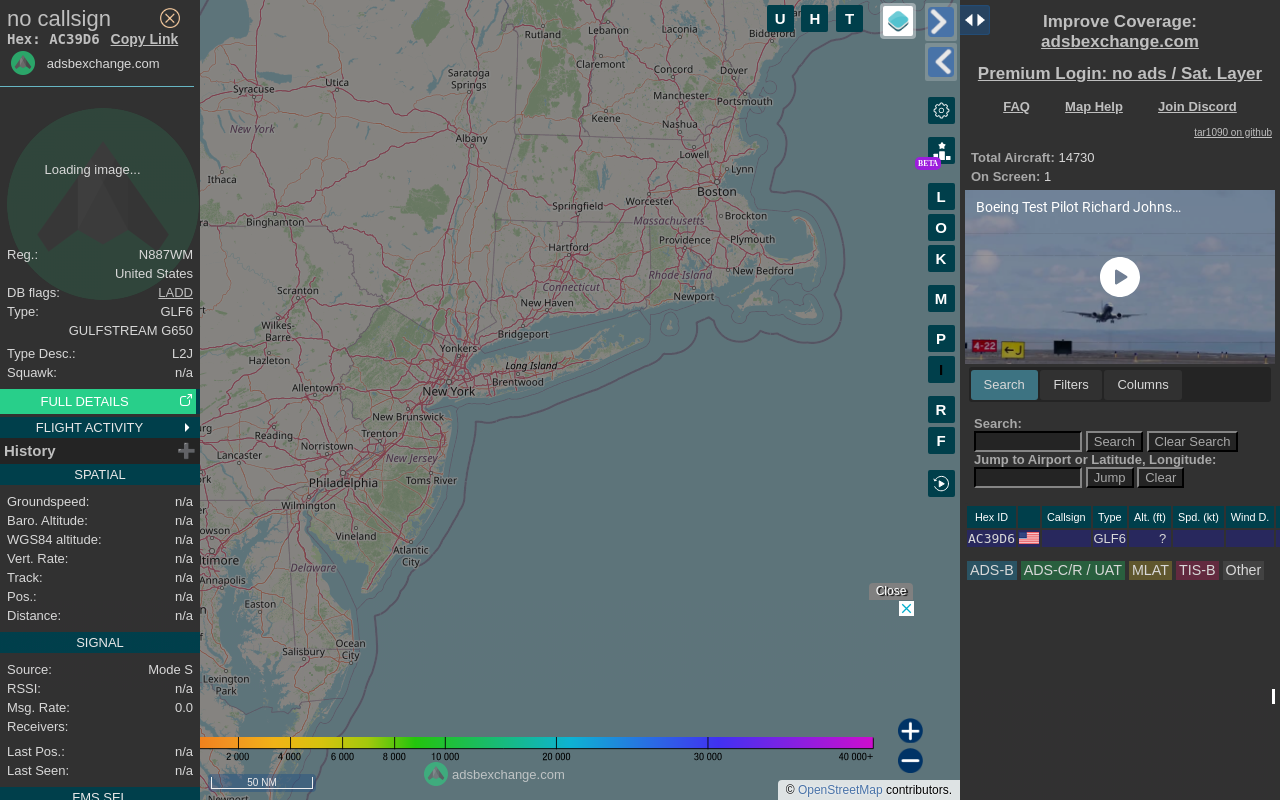 no callsign
Hex: AC39D6 Copy Link
adsbexchange.com
Loading image...
Reg.: N887WM
United States
DB flags: LADD
Type: GLF6
GULFSTREAM G650
Type Desc.: L2J
Squawk: n/a
FULL DETAILS
FLIGHT ACTIVITY
History
SPATIAL
Groundspeed: n/a
Baro. Altitude: n/a
WGS84 altitude: n/a
Vert. Rate: n/a
Track: n/a
Pos.: n/a
Distance: n/a
SIGNAL
Source: Mode S
RSSI: n/a
Msg. Rate: 0.0
Receivers:
Last Pos.: n/a
Last Seen: n/a
FMS SEL
Rutland
Lebanon
Laconia
Biddeford
Claremont
Concord
Dover
Saratoga
Springs
Utica
Syracuse
Manchester
Portsmouth
Keene
Nashua
New York
Albany
Lowell
Lynn
Ithaca
Boston
Worcester
Springfield
Massachusetts
Brockton
Binghamton
Providence
Plymouth
Hartford
Rhode Island
New Bedford
Connecticut
Newport
Scranton
New Haven
Wilkes-
Barre
Bridgeport
Hazleton
Yonkers
Long Island
Brentwood
Allentown
New York
New Brunswick
Reading
Trenton
Norristown
Lancaster
New Jersey
Philadelphia
Toms River
Wilmington
Vineland
Atlantic
City
Delaware
Annapolis
Easton
Ocean
City
Salisbury
Lexington
Park
2 000 4 000 6 000 8 000 10 000 20 000 30 000 40 000+
adsbexchange.com
50 NM
© OpenStreetMap contributors.
U H T
BETA
L
O
K
M
P
I
R
F
Close
Improve Coverage:
adsbexchange.com
Premium Login: no ads / Sat. Layer
FAQ Map Help Join Discord
tar1090 on github
Total Aircraft: 14730
On Screen: 1
Boeing Test Pilot Richard Johns...
4-22
J
Search Filters Columns
Search:
Search Clear Search
Jump to Airport or Latitude, Longitude:
Jump Clear
Hex ID Callsign Type Alt. (ft) Spd. (kt) Wind D.
AC39D6 GLF6 ?
ADS-B ADS-C/R / UAT MLAT TIS-B Other